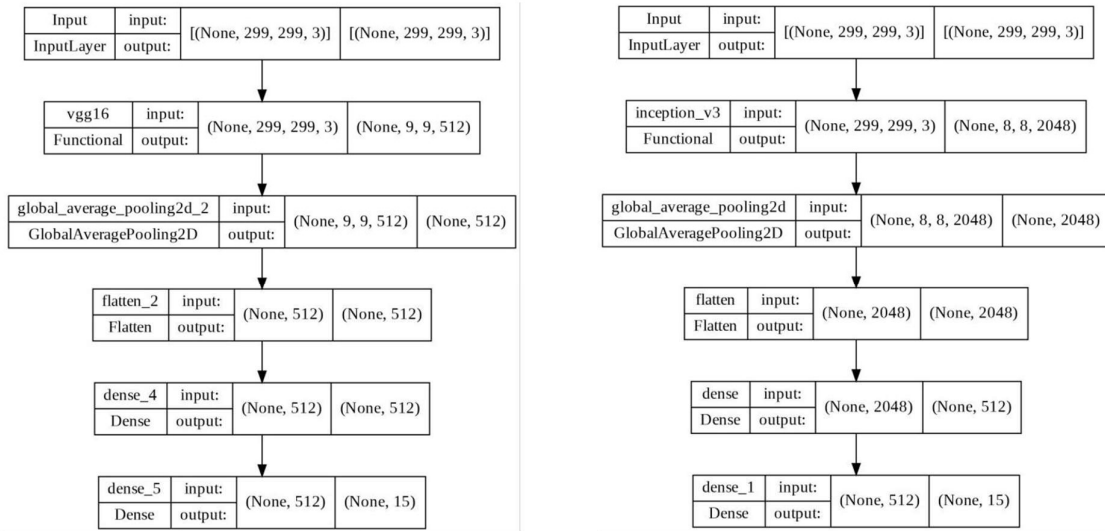 Input input: [(None, 299, 299, 3)] [(None, 299, 299, 3)]
InputLayer output:
vgg16 input: (None, 299, 299, 3) (None, 9, 9, 512)
Functional output:
global_average_pooling2d_2 input: (None, 9, 9, 512) (None, 512)
GlobalAveragePooling2D output:
flatten_2 input: (None, 512) (None, 512)
Flatten output:
dense_4 input: (None, 512) (None, 512)
Dense output:
dense_5 input: (None, 512) (None, 15)
Dense output:
Input input: [(None, 299, 299, 3)] [(None, 299, 299, 3)]
InputLayer output:
inception_v3 input: (None, 299, 299, 3) (None, 8, 8, 2048)
Functional output:
global_average_pooling2d input: (None, 8, 8, 2048) (None, 2048)
GlobalAveragePooling2D output:
flatten input: (None, 2048) (None, 2048)
Flatten output:
dense input: (None, 2048) (None, 512)
Dense output:
dense_1 input: (None, 512) (None, 15)
Dense output: